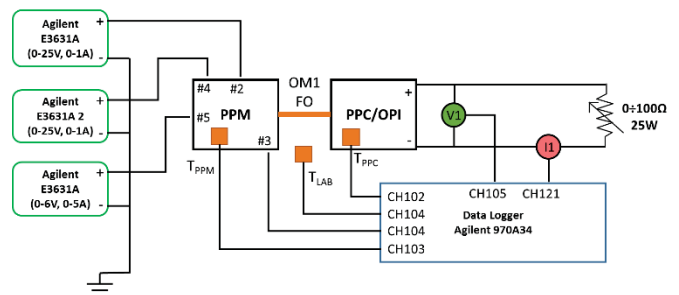 Agilent
E3631A
(0-25V, 0-1A)
+
-
Agilent
E3631A 2
(0-25V, 0-1A)
+
-
Agilent
E3631A
(0-6V, 0-5A)
+
-
#4
#2
#5
PPM
#3
TPPM
OM1
FO
TLAB
PPC/OPI
+
-
TPPC
V1
I1
0÷100Ω
25W
CH102
CH104
CH104
CH103
CH105
CH121
Data Logger
Agilent 970A34